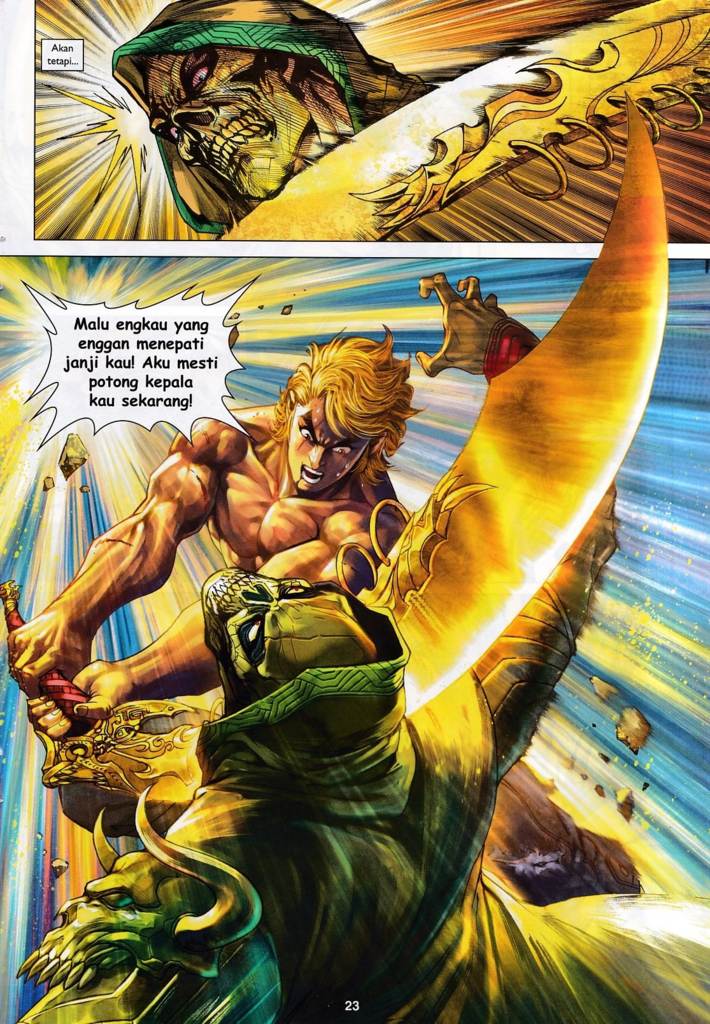 Akan
tetapi...
Malu engkau yang
enggan menepati
janji kau! Aku mesti
potong kepala
kau sekarang!
23